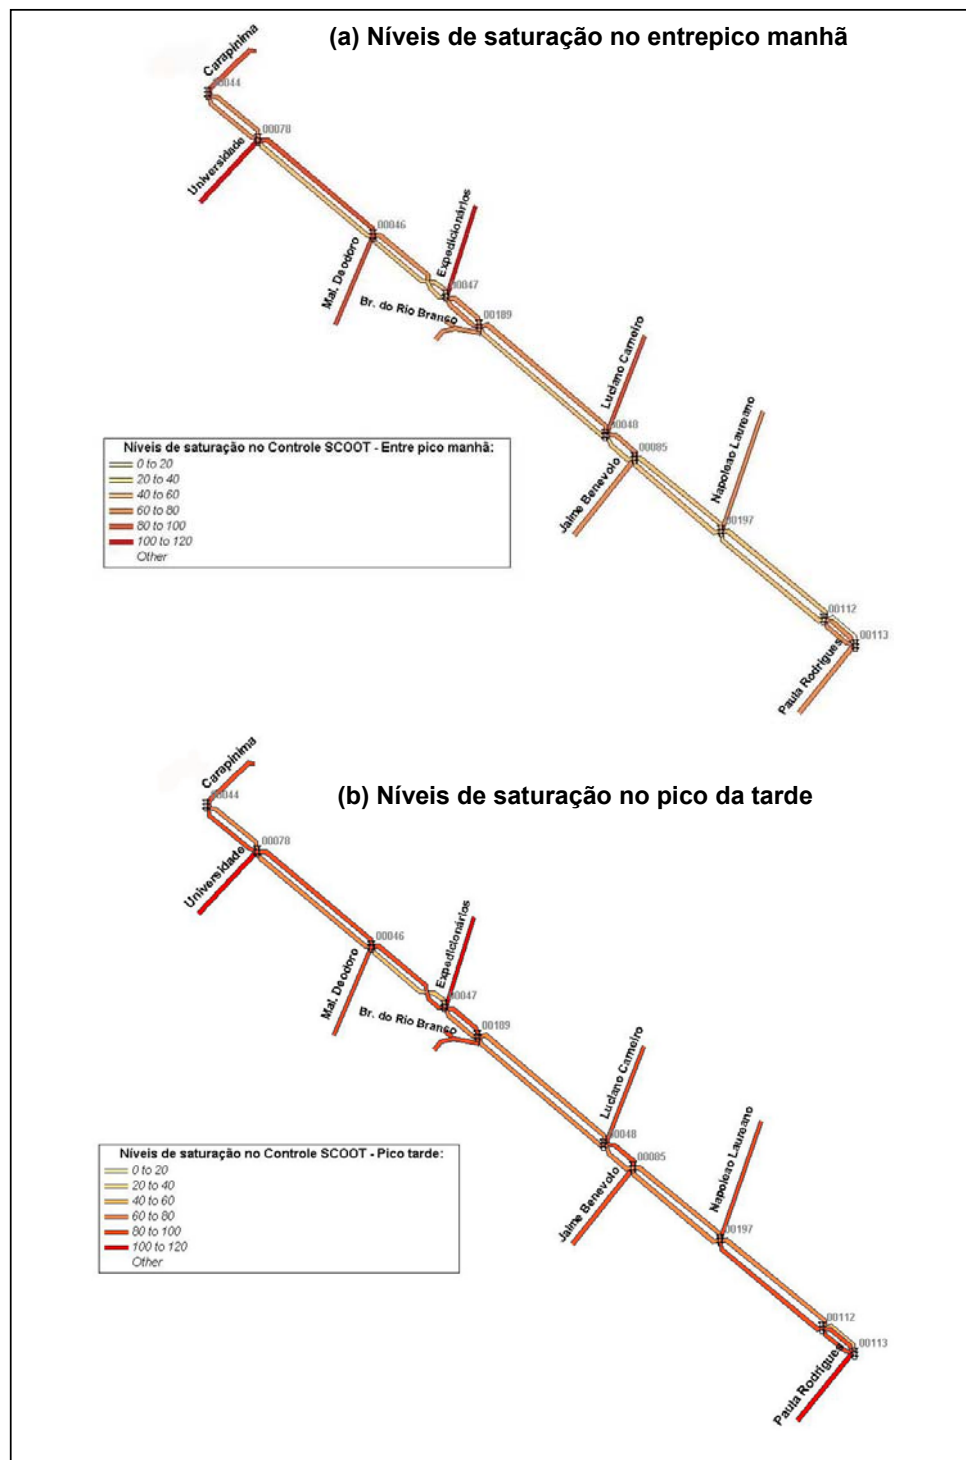 (a) Níveis de saturação no entrepico manhã
Carapinima
00044
00078
Universidade
00046
Mal. Deodoro
Expedicionários
00047
Br. do Rio Branco
00189
Luciano Carneiro
00048
00085
Jaime Benevolo
Napoleao Laureano
00197
Níveis de saturação no Controle SCOOT - Entre pico manhã:
0 to 20
20 to 40
40 to 60
60 to 80
80 to 100
100 to 120
Other
00112
00113
Paula Rodrigues
(b) Níveis de saturação no pico da tarde
Carapinima
00044
00078
Universidade
00046
Mal. Deodoro
Expedicionários
00047
Br. do Rio Branco
00189
Luciano Carneiro
00048
00085
Jaime Benevolo
Napoleao Laureano
00197
Níveis de saturação no Controle SCOOT - Pico tarde:
0 to 20
20 to 40
40 to 60
60 to 80
80 to 100
100 to 120
Other
00112
00113
Paula Rodrigues